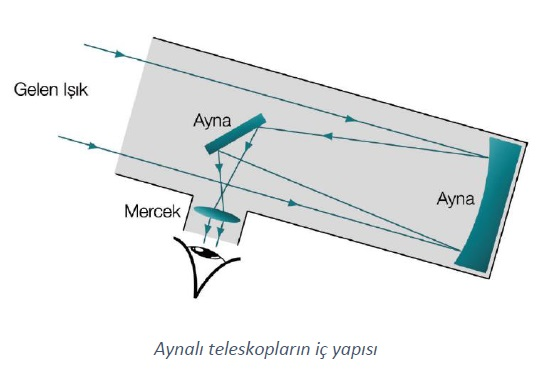 Gelen Işık
Ayna
Ayna
Mercek
Aynalı teleskopların iç yapısı